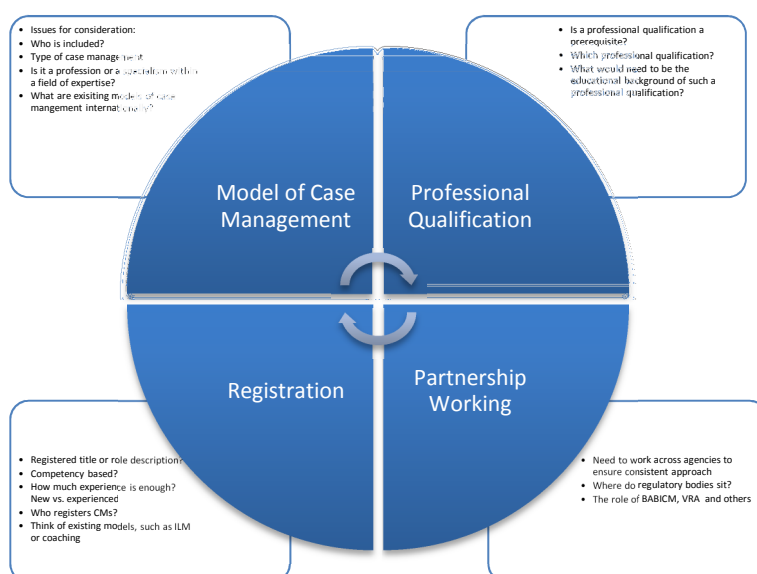 • Issues for consideration:
• Who is included?
• Type of case management
• Is it a profession or a specialism within
a field of expertise?
• What are exisiting models of case
mangement internationally?
• Is a professional qualification a
prerequisite?
• Which professional qualification?
• What would need to be the
educational background of such a
professional qualification?
Model of Case
Management
Professional
Qualification
Registration
Partnership
Working
• Registered title or role description?
• Competency based?
• How much experience is enough?
New vs. experienced
• Who registers CMs?
• Think of existing models, such as ILM
or coaching
• Need to work across agencies to
ensure consistent approach
• Where do regulatory bodies sit?
• The role of BABICM, VRA and others